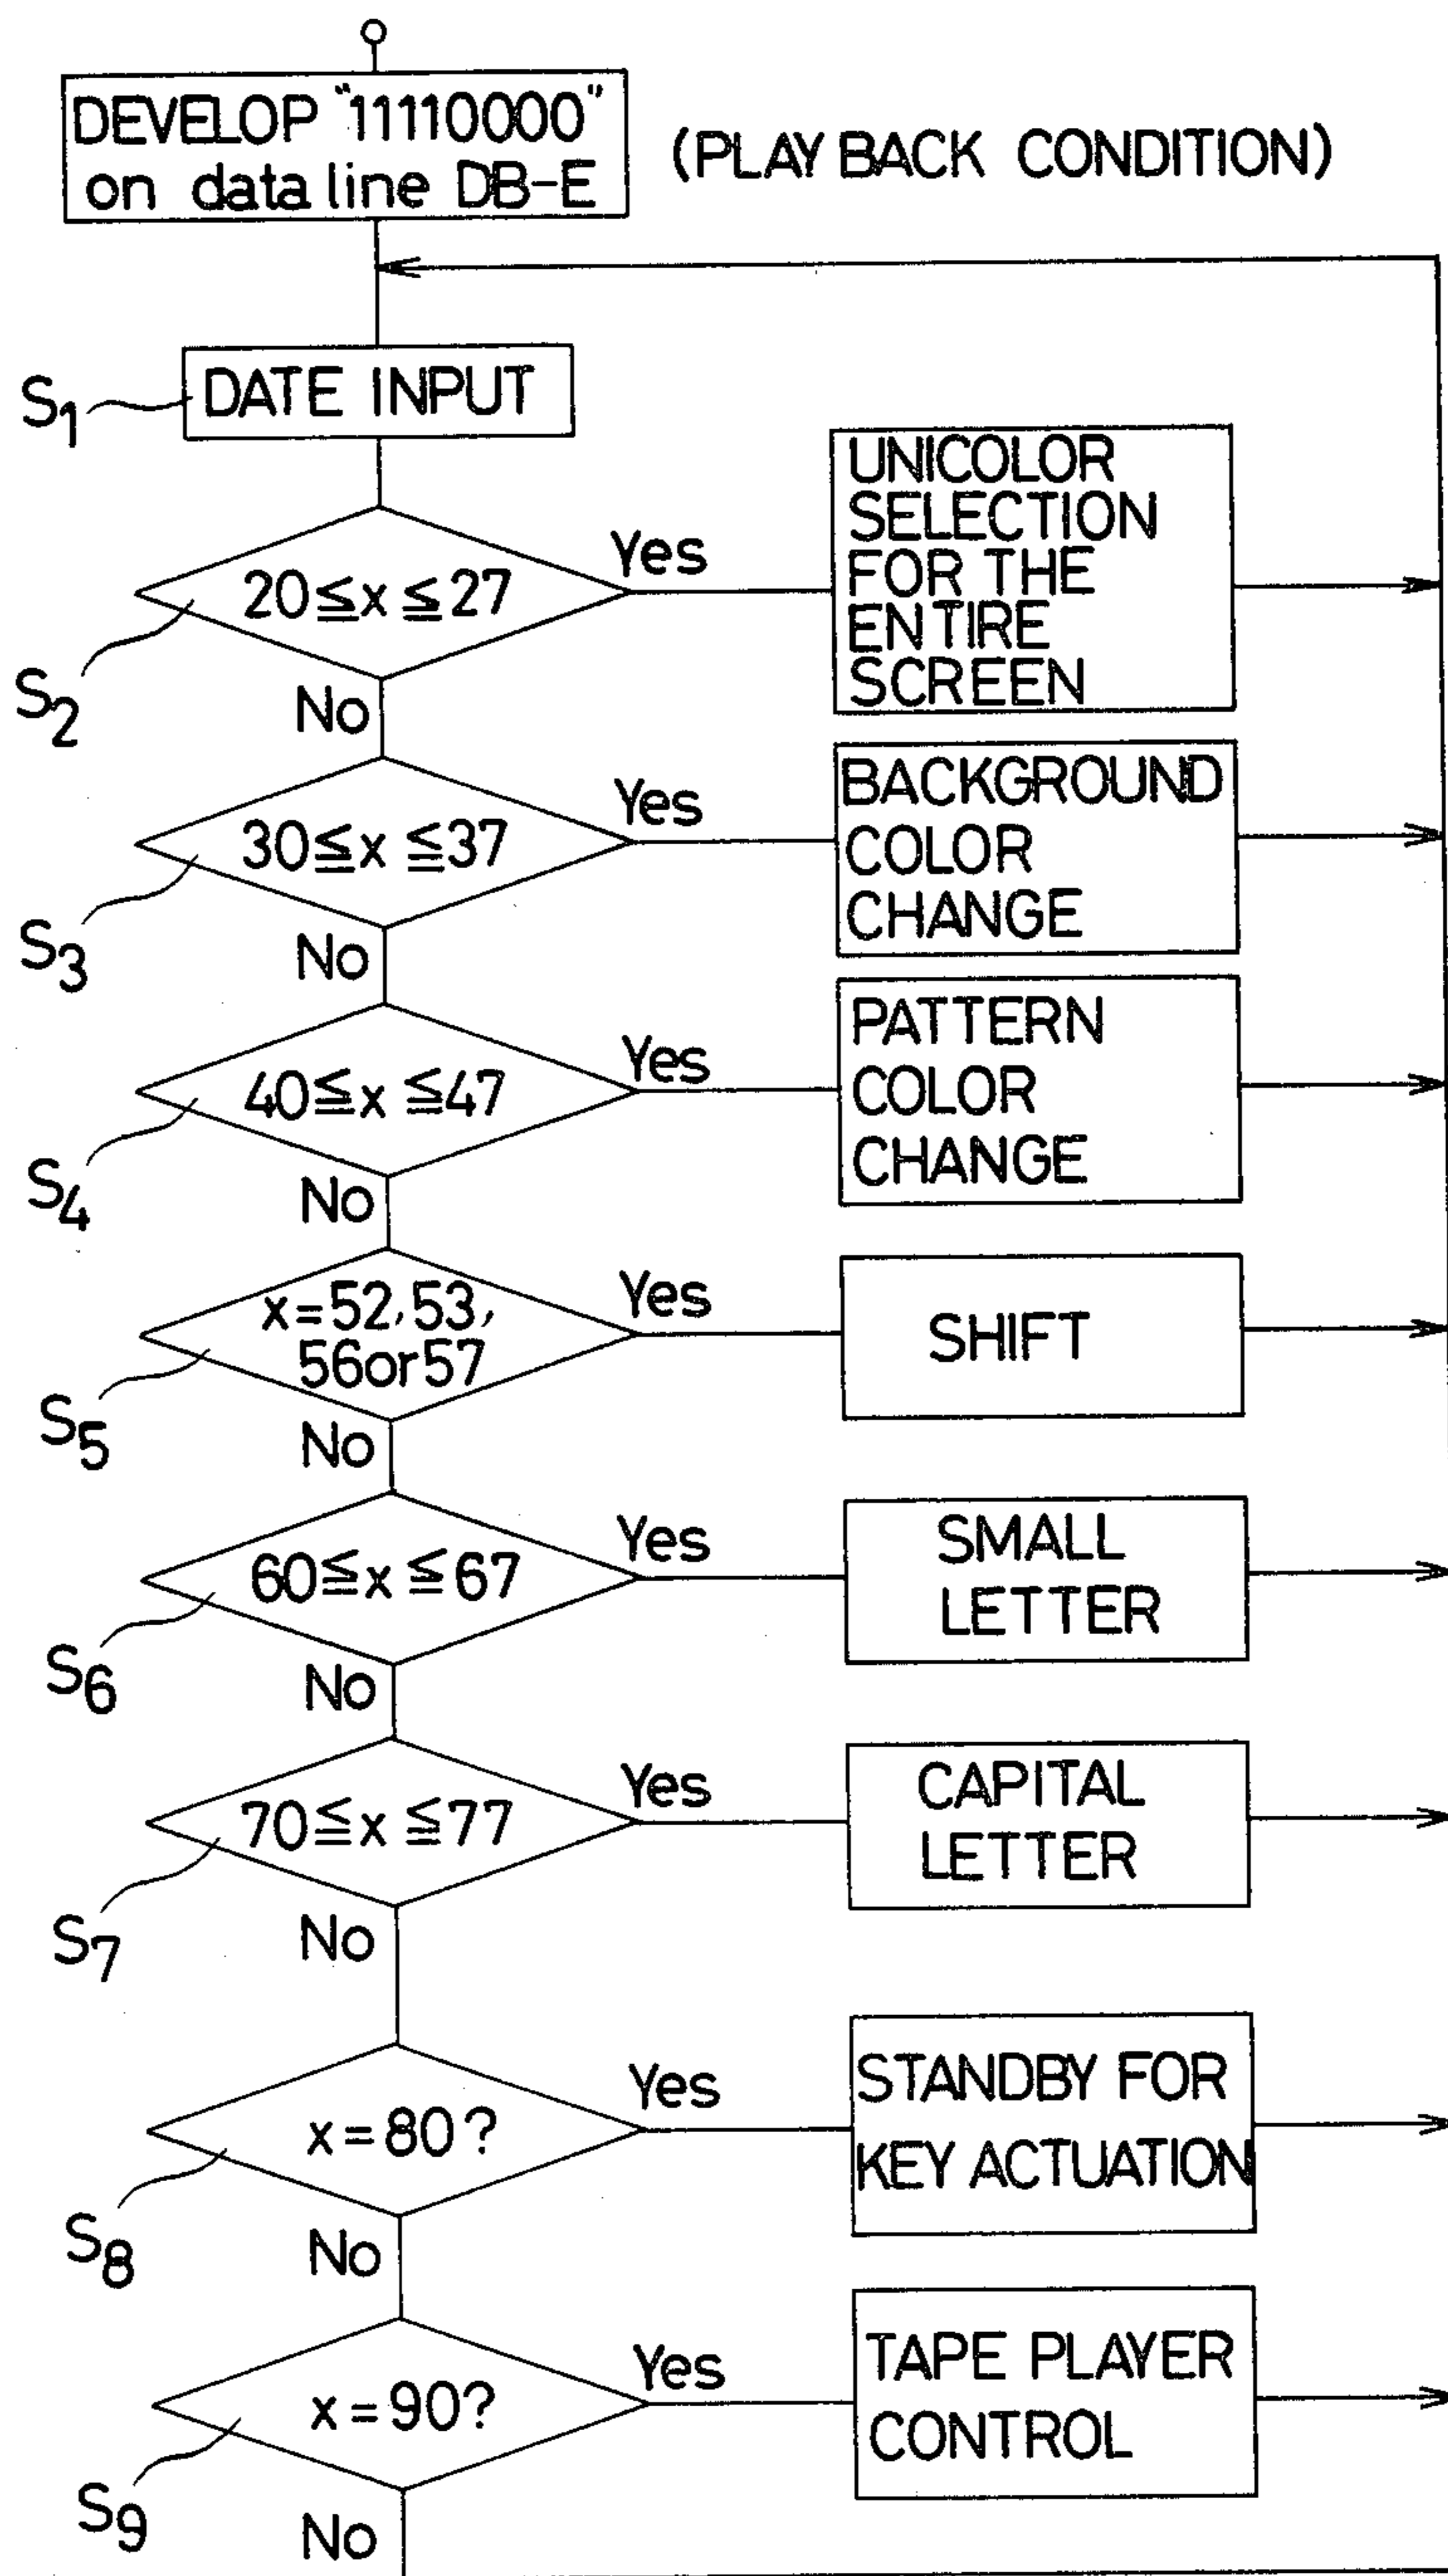 DEVELOP "11110000"
on data line DB-E
(PLAY BACK CONDITION)
S1
DATE INPUT
S2
20≦x≦27
Yes
UNICOLOR
SELECTION
FOR THE
ENTIRE
SCREEN
No
S3
30≦x≦37
Yes
BACKGROUND
COLOR
CHANGE
No
S4
40≦x≦47
Yes
PATTERN
COLOR
CHANGE
No
S5
x=52,53,
56or57
Yes
SHIFT
No
S6
60≦x≦67
Yes
SMALL
LETTER
No
S7
70≦x≦77
Yes
CAPITAL
LETTER
No
S8
x=80?
Yes
STANDBY FOR
KEY ACTUATION
No
S9
x=90?
Yes
TAPE PLAYER
CONTROL
No